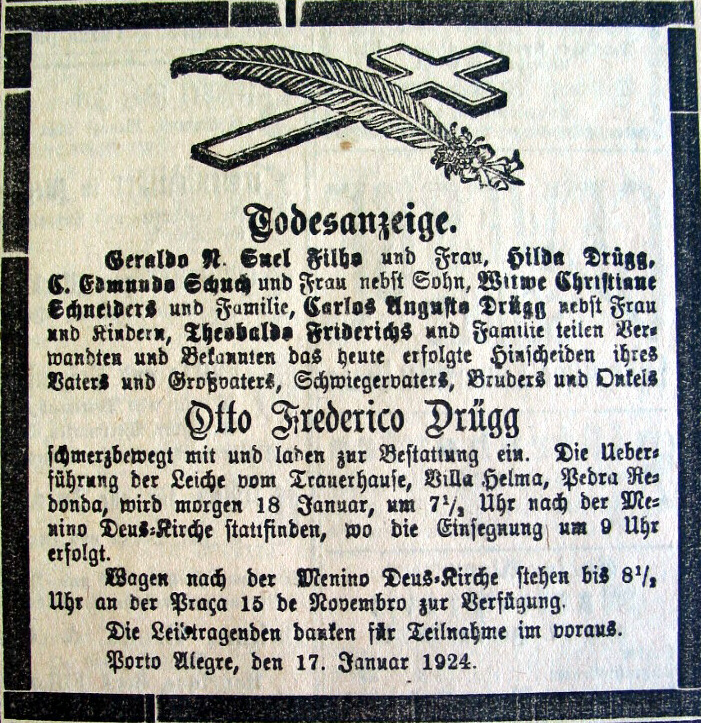 Todesanzeige.
Geraldo N. Snel Filho und Frau, Hilda Drügg,
C. Edmundo Schuch und Frau nebst Sohn, Witwe Christiane
Schneiders und Familie, Carlos Augusto Drügg nebst Frau
und Kindern, Theobaldo Friderichs und Familie teilen Ver-
wandten und Bekannten das heute erfolgte Hinscheiden ihres
Vaters und Großvaters, Schwiegervaters, Bruders und Onkels
Otto Frederico Drügg
schmerzbewegt mit und laden zur Bestattung ein. Die Ueber-
führung der Leiche vom Trauerhause, Villa Helma, Pedra Re-
donda, wird morgen 18 Januar, um 7½ Uhr nach der Me-
nino Deus-Kirche stattfinden, wo die Einsegnung um 9 Uhr
erfolgt.
Wagen nach der Menino Deus-Kirche stehen bis 8½
Uhr an der Praça 15 de Novembro zur Verfügung.
Die Leidtragenden danken für Teilnahme im voraus.
Porto Alegre, den 17. Januar 1924.